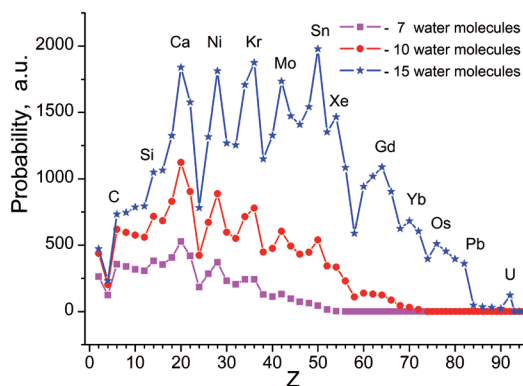 Probability, a.u.
2000
1500
1000
500
0
0 10 20 30 40 50 60 70 80 90
Z
- 7 water molecules
- 10 water molecules
- 15 water molecules
C
Si
Ca
Ni
Kr
Mo
Sn
Xe
Gd
Yb
Os
Pb
U